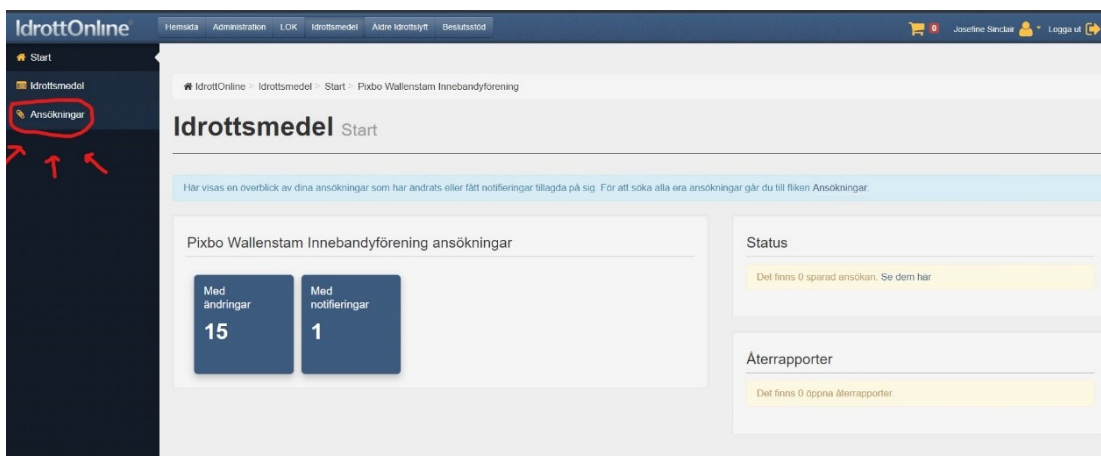 IdrottOnline
Hemsida Administration LOK Idrottsmedel Äldre Idrottslyft Beslutsstöd
0 Josefine Sinclair Logga ut
Start
Idrottsmedel
Ansökningar
IdrottOnline > Idrottsmedel > Start > Pixbo Wallenstam Innebandyförening
Idrottsmedel Start
Här visas en överblick av dina ansökningar som har ändrats eller fått notifieringar tillagda på sig. För att söka alla era ansökningar går du till fliken Ansökningar.
Pixbo Wallenstam Innebandyförening ansökningar
Med
ändringar
15
Med
notifieringar
1
Status
Det finns 0 sparad ansökan. Se dem här
Återrapporter
Det finns 0 öppna återrapporter.